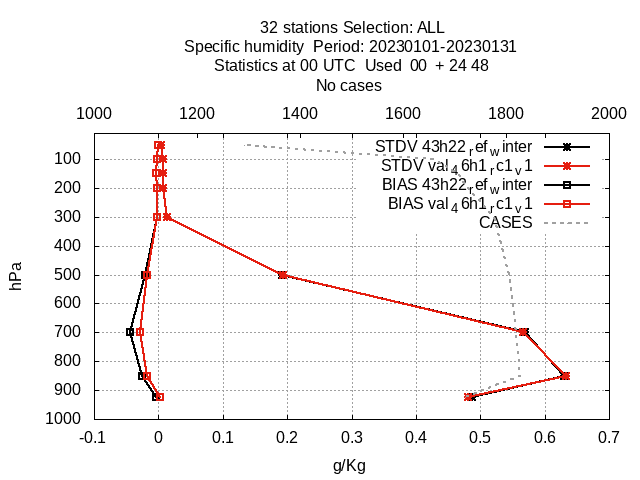 32 stations Selection: ALL
Specific humidity  Period: 20230101-20230131
Statistics at 00 UTC  Used  00  + 24 48
No cases
1000 1200 1400 1600 1800 2000
STDV 43h22_ref_winter
STDV val_46h1_rc1_v1
BIAS 43h22_ref_winter
BIAS val_46h1_rc1_v1
CASES
100
200
300
400
500
600
700
800
900
1000
hPa
-0.1 0 0.1 0.2 0.3 0.4 0.5 0.6 0.7
g/Kg